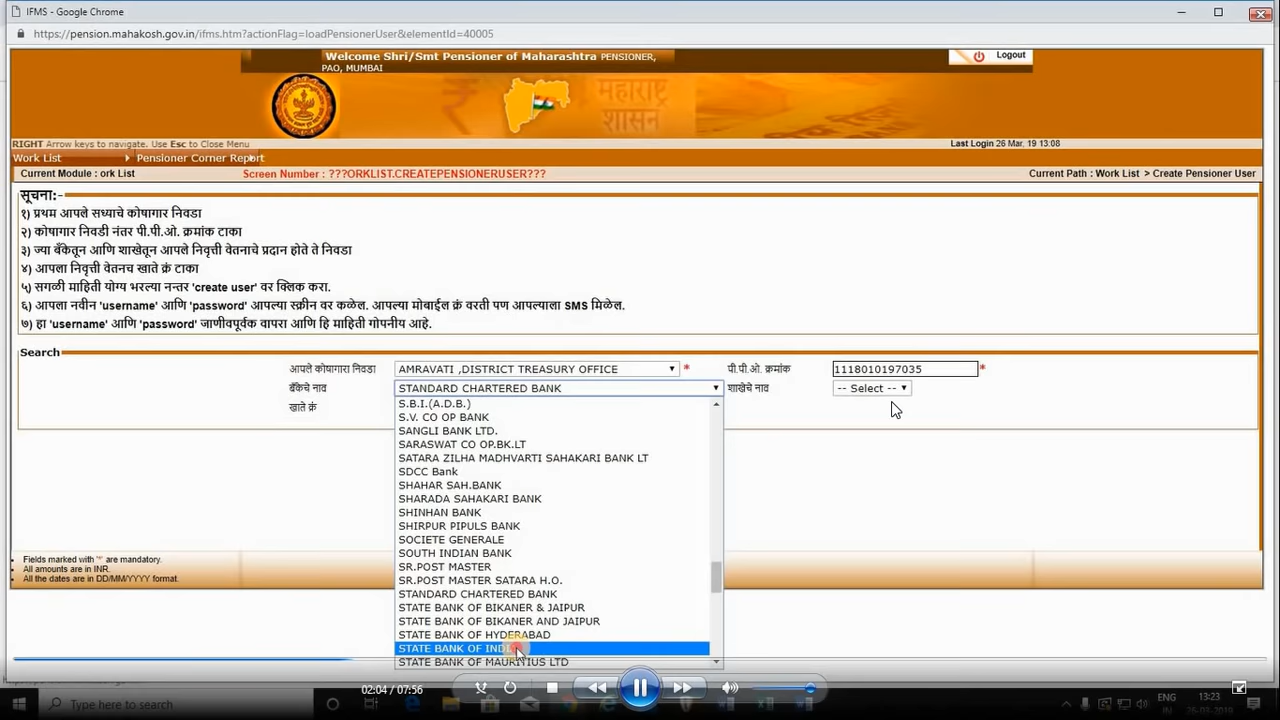 IFMS - Google Chrome
https://pension.mahakosh.gov.in/ifms.htm?actionFlag=loadPensionerUser&elementId=40005
Welcome Shri/Smt Pensioner of Maharashtra PENSIONER,
PAO, MUMBAI
Logout
महाराष्ट्र
शासन
RIGHT Arrow keys to navigate. Use Esc to Close Menu
Last Login 26 Mar, 19 13:08
Work List
Pensioner Corner Report
Current Module : ork List
Screen Number : ???ORKLIST.CREATEPENSIONERUSER???
Current Path : Work List > Create Pensioner User
सूचना:-
१) प्रथम आपले सध्याचे कोषागार निवडा
२) कोषागार निवडी नंतर पी.पी.ओ. क्रमांक टाका
३) ज्या बँकेतून आणि शाखेतून आपले निवृत्ती वेतनाचे प्रदान होते ते निवडा
४) आपला निवृत्ती वेतनच खाते क्रं टाका
५) सगळी माहिती योग्य भरल्या नन्तर 'create user' वर क्लिक करा.
६) आपला नवीन 'username' आणि 'password' आपल्या स्क्रीन वर कळेल. आपल्या मोबाईल क्रं वरती पण आपल्याला SMS मिळेल.
७) हा 'username' आणि 'password' जाणीवपूर्वक वापरा आणि हि माहिती गोपनीय आहे.
Search
आपले कोषागारा निवडा AMRAVATI ,DISTRICT TREASURY OFFICE * पी.पी.ओ. क्रमांक 1118010197035 *
बँकेचे नाव STANDARD CHARTERED BANK शाखेचे नाव -- Select --
खाते क्रं
S.B.I.(A.D.B.)
S.V. CO OP BANK
SANGLI BANK LTD.
SARASWAT CO OP.BK.LT
SATARA ZILHA MADHVARTI SAHAKARI BANK LT
SDCC Bank
SHAHAR SAH.BANK
SHARADA SAHAKARI BANK
SHINHAN BANK
SHIRPUR PIPULS BANK
SOCIETE GENERALE
SOUTH INDIAN BANK
SR.POST MASTER
SR.POST MASTER SATARA H.O.
STANDARD CHARTERED BANK
STATE BANK OF BIKANER & JAIPUR
STATE BANK OF BIKANER AND JAIPUR
STATE BANK OF HYDERABAD
STATE BANK OF INDI
STATE BANK OF MAURITIUS LTD
Fields marked with '*' are mandatory.
All amounts are in INR.
All the dates are in DD/MM/YYYY format.
02:04 / 07:56
Type here to search
ENG
IN
13:23
26-03-2019